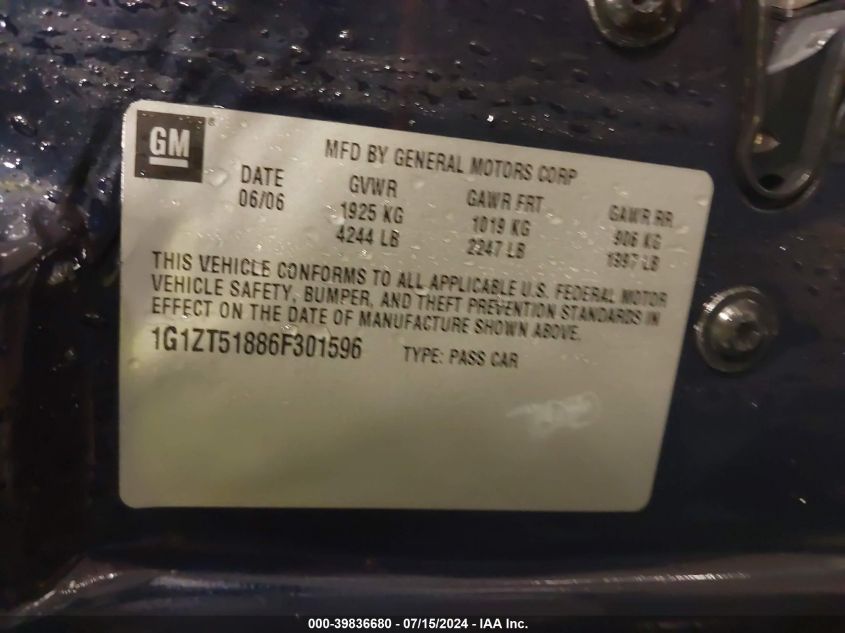 GM ®
MFD BY GENERAL MOTORS CORP
DATE GVWR GAWR FRT GAWR RR
06/06 1925 KG 1019 KG 906 KG
4244 LB 2247 LB 1997 LB
THIS VEHICLE CONFORMS TO ALL APPLICABLE U.S. FEDERAL MOTOR
VEHICLE SAFETY, BUMPER, AND THEFT PREVENTION STANDARDS IN
EFFECT ON THE DATE OF MANUFACTURE SHOWN ABOVE.
1G1ZT51886F301596 TYPE: PASS CAR
000-39836680 - 07/15/2024 - IAA Inc.